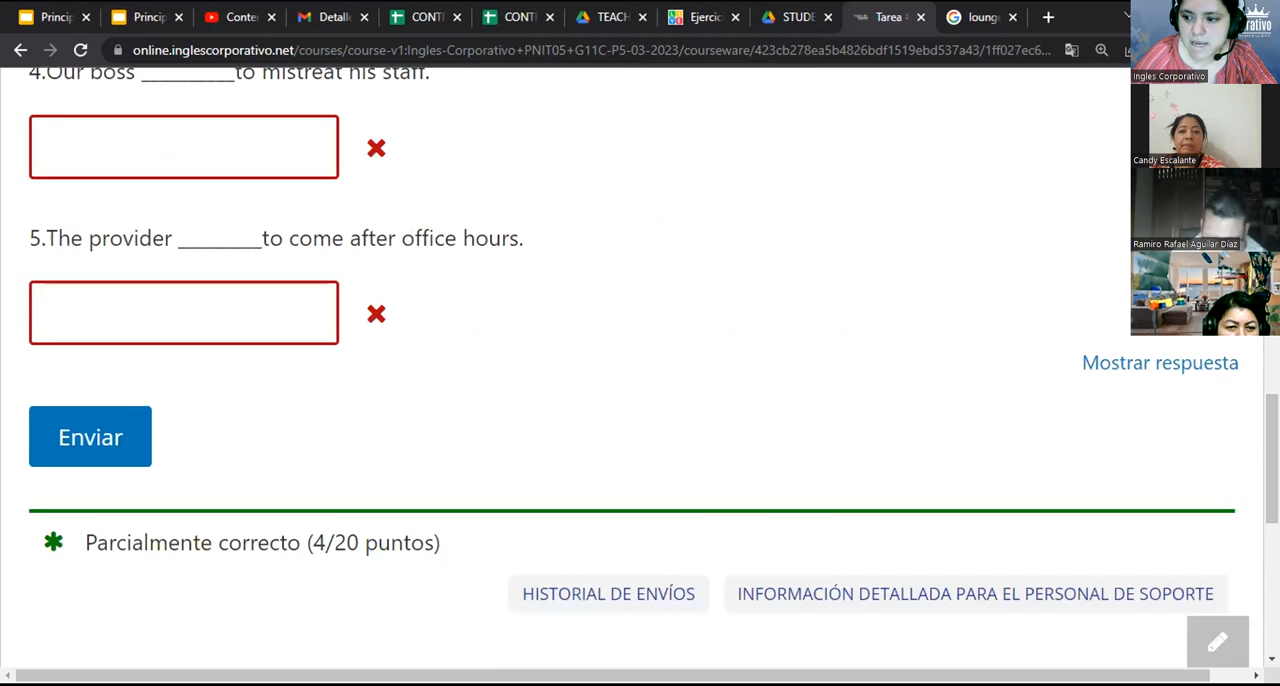 Princip
Princip
Conte
Detall
CONTI
CONT
TEACH
Ejercic
STUDE
Tarea
loung
online.inglescorporativo.net/courses/course-v1:Ingles-Corporativo+PNIT05+G11C-P5-03-2023/courseware/423cb278ea5b4826bdf1519ebd537a43/1ff027ec6...
rativo
Ingles Corporativo
4.Our boss __________to mistreat his staff.
Candy Escalante
5.The provider _________to come after office hours.
Ramiro Rafael Aguilar Díaz
Mostrar respuesta
Enviar
Parcialmente correcto (4/20 puntos)
HISTORIAL DE ENVÍOS
INFORMACIÓN DETALLADA PARA EL PERSONAL DE SOPORTE